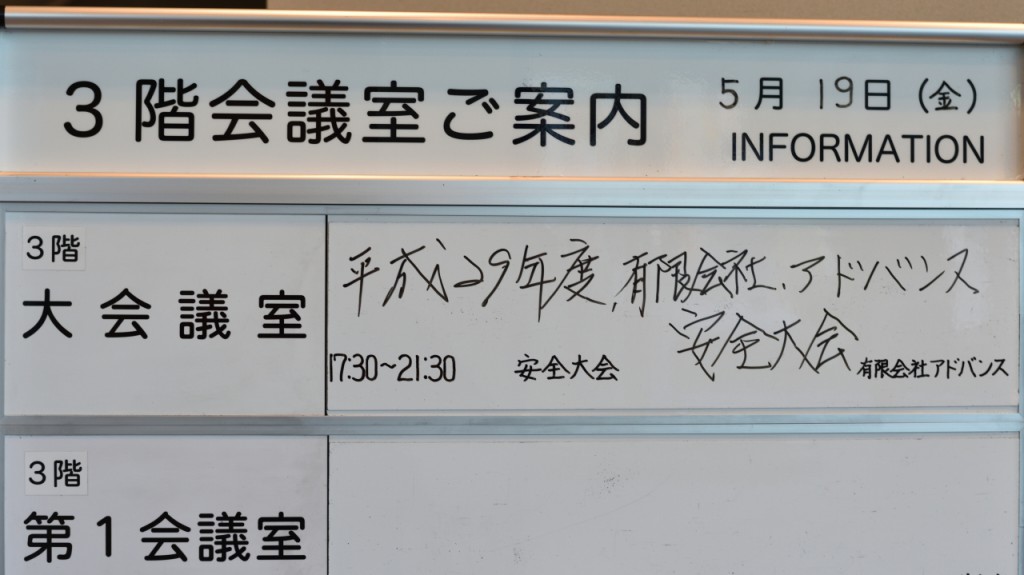 3階会議室ご案内
5月19日(金)
INFORMATION
3階
大会議室
平成29年度 有限会社 アドバンス
安全大会
17:30~21:30 安全大会 有限会社アドバンス
3階
第1会議室